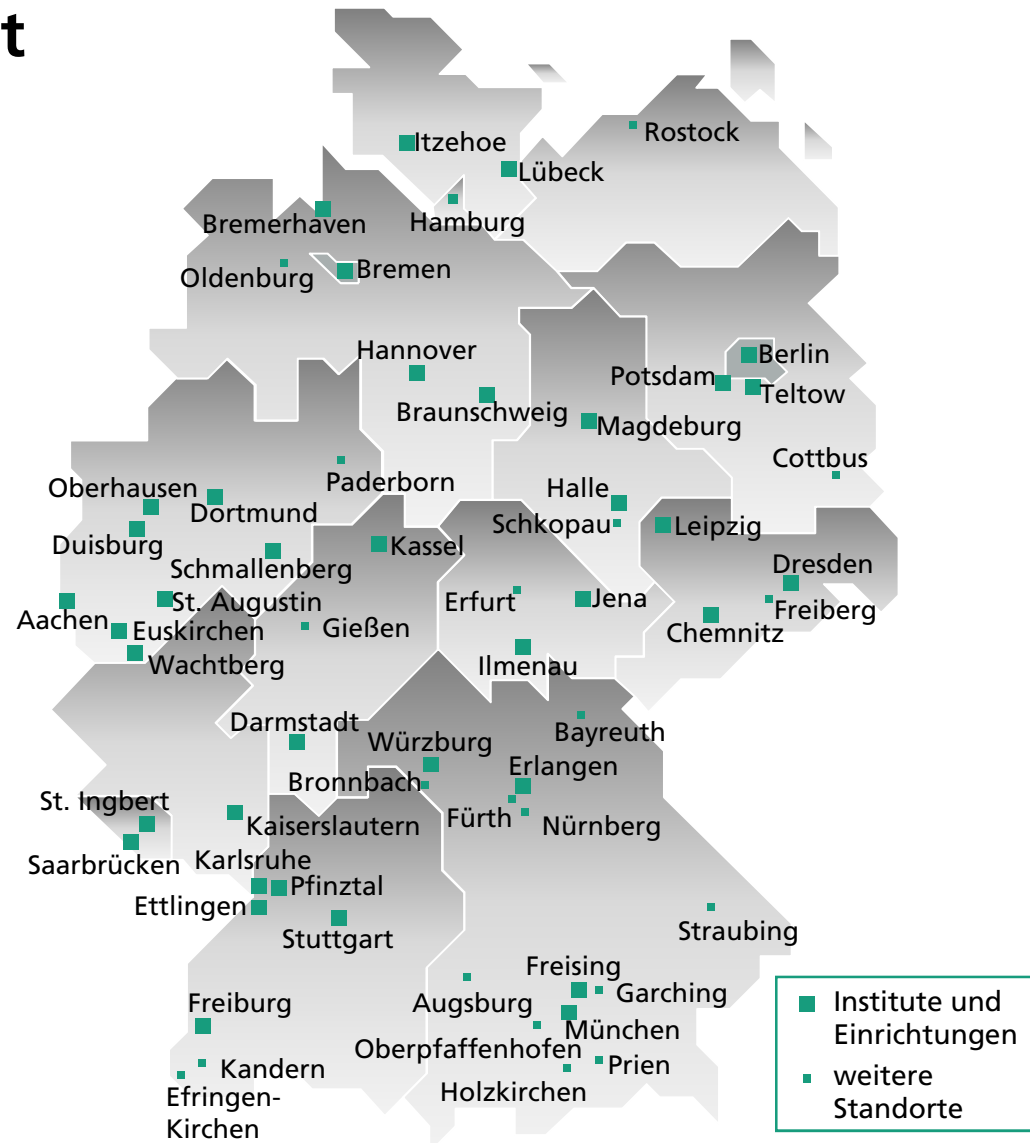 t
Rostock
Itzehoe
Lübeck
Hamburg
Bremerhaven
Oldenburg
Bremen
Hannover
Berlin
Potsdam
Teltow
Braunschweig
Magdeburg
Cottbus
Paderborn
Oberhausen
Halle
Dortmund
Schkopau
Leipzig
Duisburg
Kassel
Schmallenberg
Dresden
Erfurt
Jena
St. Augustin
Freiberg
Aachen
Euskirchen
Gießen
Chemnitz
Wachtberg
Ilmenau
Darmstadt
Würzburg
Bayreuth
Erlangen
Bronnbach
St. Ingbert
Kaiserslautern
Fürth
Nürnberg
Saarbrücken
Karlsruhe
Pfinztal
Ettlingen
Stuttgart
Straubing
Freising
Garching
Augsburg
Freiburg
München
Oberpfaffenhofen
Kandern
Prien
Holzkirchen
Efringen-
Kirchen
Institute und
Einrichtungen
weitere
Standorte